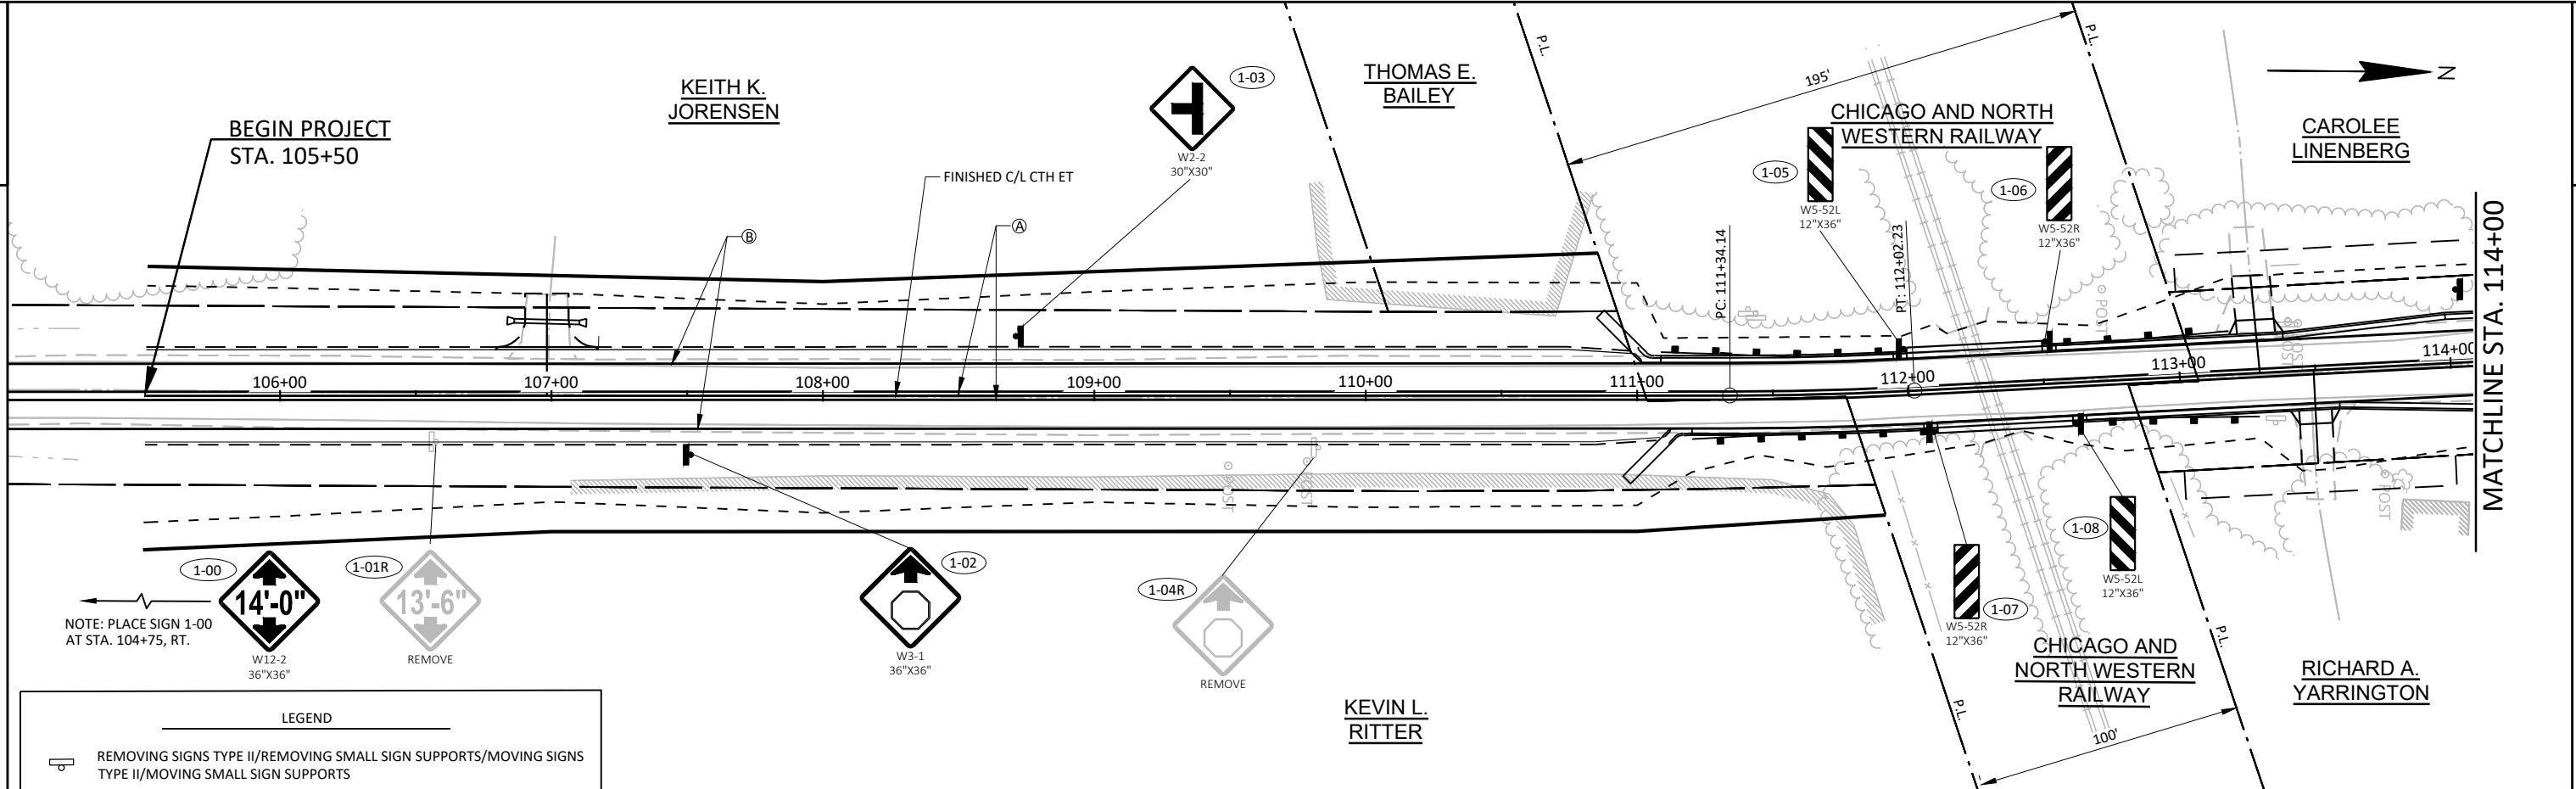 KEITH K.
JORENSEN
THOMAS E.
BAILEY
P.L.
195'
P.L.
N
BEGIN PROJECT
STA. 105+50
1-03
W2-2
30"X30"
CHICAGO AND NORTH
WESTERN RAILWAY
CAROLEE
LINENBERG
1-05
W5-52L
12"X36"
1-06
W5-52R
12"X36"
FINISHED C/L CTH ET
B
A
PC: 111+34.14
PT: 112+02.23
POST
POST
POST
MATCHLINE STA. 114+00
106+00
107+00
108+00
109+00
110+00
111+00
112+00
113+00
114+00
POST
POST
POST
1-00
14'-0"
W12-2
36"X36"
NOTE: PLACE SIGN 1-00
AT STA. 104+75, RT.
1-01R
13'-6"
REMOVE
1-02
W3-1
36"X36"
1-04R
REMOVE
1-07
W5-52R
12"X36"
1-08
W5-52L
12"X36"
CHICAGO AND
NORTH WESTERN
RAILWAY
P.L.
P.L.
100'
RICHARD A.
YARRINGTON
KEVIN L.
RITTER
LEGEND
REMOVING SIGNS TYPE II/REMOVING SMALL SIGN SUPPORTS/MOVING SIGNS
TYPE II/MOVING SMALL SIGN SUPPORTS